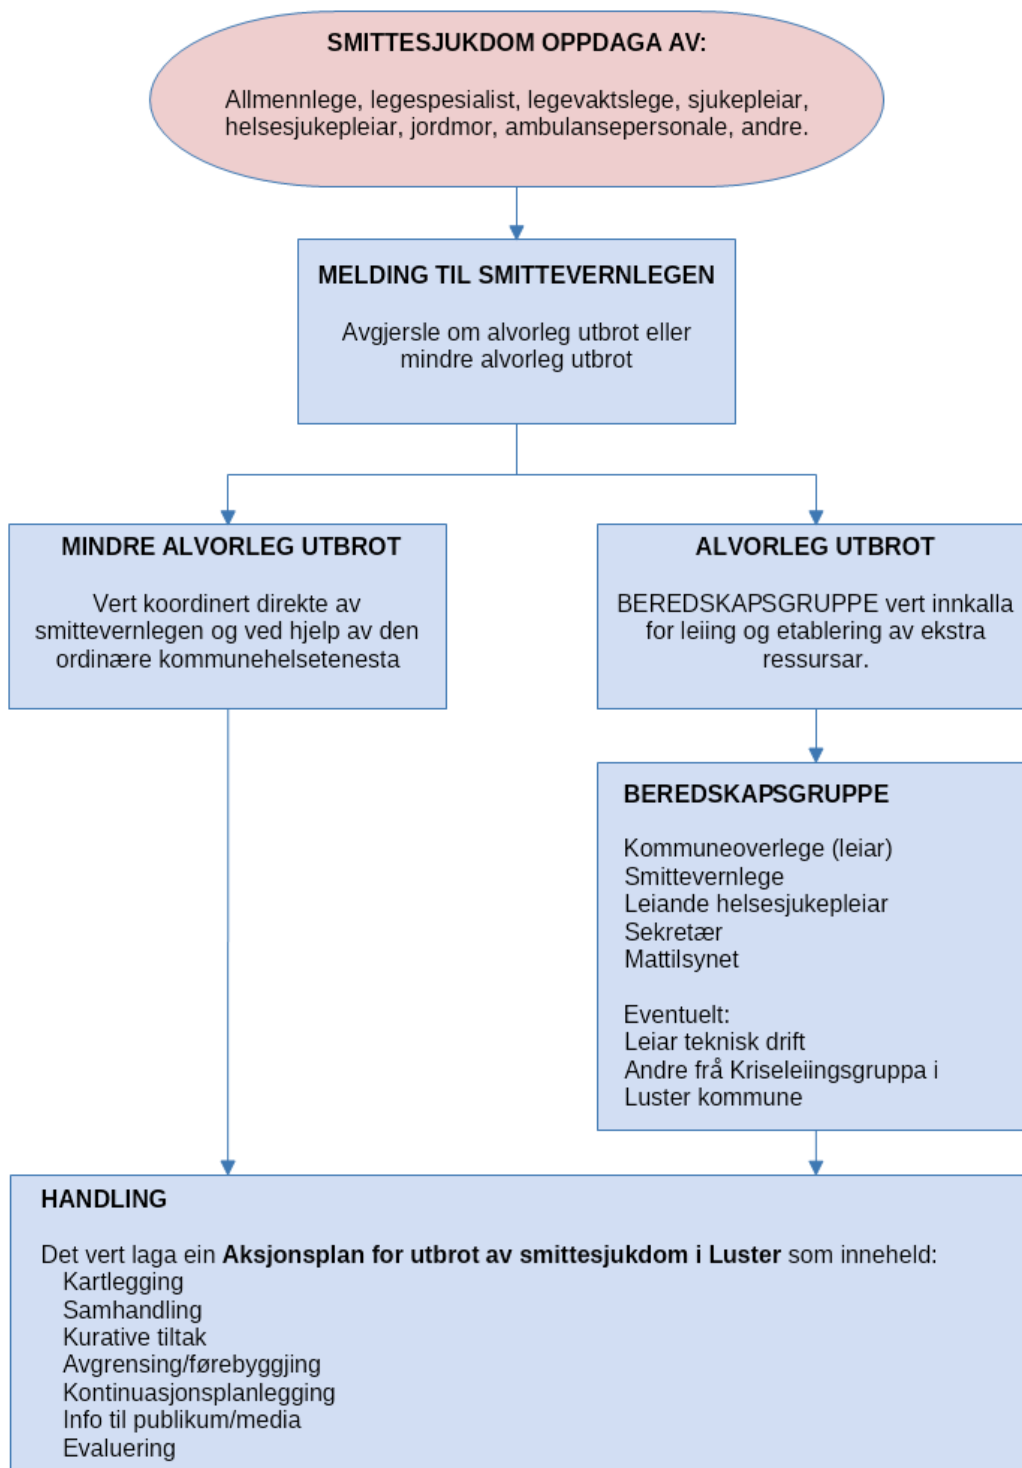 SMITTESJUKDOM OPPDAGA AV:
Allmennlege, legespesialist, legevaktslege, sjukepleiar,
helsesjukepleiar, jordmor, ambulansepersonale, andre.
MELDING TIL SMITTEVERNLEGEN
Avgjersle om alvorleg utbrot eller
mindre alvorleg utbrot
MINDRE ALVORLEG UTBROT
Vert koordinert direkte av
smittevernlegen og ved hjelp av den
ordinære kommunehelsetenesta
ALVORLEG UTBROT
BEREDSKAPSGRUPPE vert innkalla
for leiing og etablering av ekstra
ressursar.
BEREDSKAPSGRUPPE
Kommuneoverlege (leiar)
Smittevernlege
Leiande helsesjukepleiar
Sekretær
Mattilsynet
Eventuelt:
Leiar teknisk drift
Andre frå Kriseleiingsgruppa i
Luster kommune
HANDLING
Det vert laga ein Aksjonsplan for utbrot av smittesjukdom i Luster som inneheld:
Kartlegging
Samhandling
Kurative tiltak
Avgrensing/førebyggjing
Kontinuasjonsplanlegging
Info til publikum/media
Evaluering